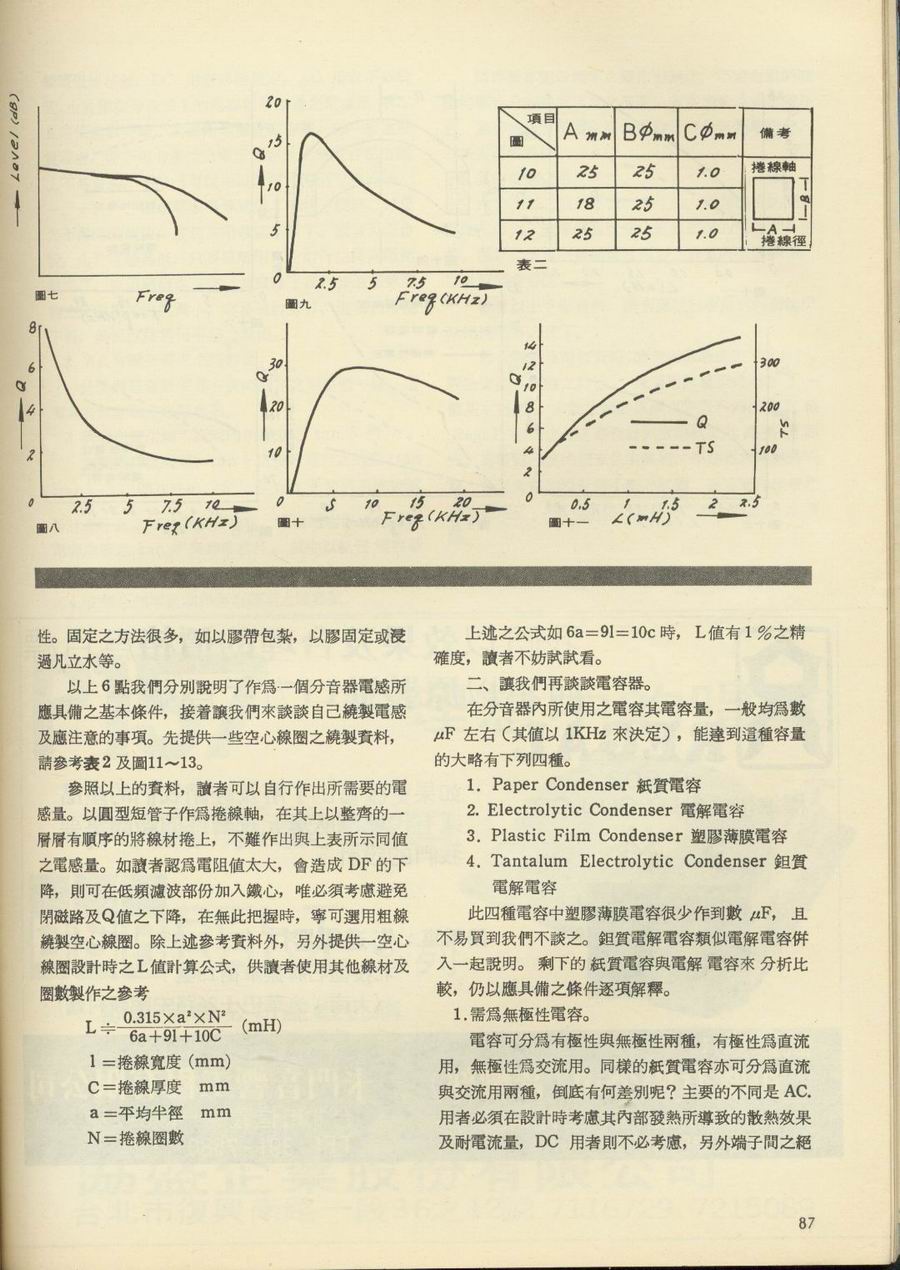 Level (dB)
Freq
圖七
20
15
10
5
0
Q
2.5 5 7.5 10
Freq (KHz)
圖九
項目 圖 A mm BΦmm CΦmm 備考
10 25 25 1.0
11 18 25 1.0
12 25 25 1.0
捲線軸
B
A
捲線徑
表二
8
6
4
2
0
Q
2.5 5 7.5 10
Freq (KHz)
圖八
30
20
10
0
Q
5 10 15 20
Freq (KHz)
圖十
14
12
10
8
6
4
2
0
Q
300
200
100
TS
Q
TS
0.5 1 1.5 2 2.5
L(mH)
圖十一
性。固定之方法很多，如以膠帶包紮，以膠固定或浸
過凡立水等。
以上6點我們分別說明了作爲一個分音器電感所
應具備之基本條件，接着讓我們來談談自己繞製電感
及應注意的事項。先提供一些空心線圈之繞製資料，
請參考表2及圖11～13。
參照以上的資料，讀者可以自行作出所需要的電
感量。以圓型短管子作爲捲線軸，在其上以整齊的一
層層有順序的將線材捲上，不難作出與上表所示同值
之電感量。如讀者認爲電阻値太大，會造成 DF 的下
降，則可在低頻濾波部份加入鐵心，唯必須考慮避免
閉磁路及Q值之下降，在無此把握時，寧可選用粗線
繞製空心線圈。除上述參考資料外，另外提供一空心
線圈設計時之L值計算公式，供讀者使用其他線材及
圈數製作之參考
L≑ 0.315×a²×N² / 6a+9l+10C (mH)
l＝捲線寬度 (mm)
C＝捲線厚度 mm
a＝平均半徑 mm
N＝捲線圈數
上述之公式如 6a＝9l＝10c 時，L值有1％之精
確度，讀者不妨試試看。
二、讓我們再談談電容器。
在分音器內所使用之電容其電容量，一般均爲數
μF 左右（其值以 1KHz 來決定），能達到這種容量
的大略有下列四種。
1. Paper Condenser 紙質電容
2. Electrolytic Condenser 電解電容
3. Plastic Film Condenser 塑膠薄膜電容
4. Tantalum Electrolytic Condenser 鉭質
電解電容
此四種電容中塑膠薄膜電容很少作到數 μF，且
不易買到我們不談之。鉭質電解電容類似電解電容併
入一起說明。剩下的紙質電容與電解電容來分析比
較，仍以應具備之條件逐項解釋。
1.需爲無極性電容。
電容可分爲有極性與無極性兩種，有極性爲直流
用，無極性爲交流用。同樣的紙質電容亦可分爲直流
與交流用兩種，倒底有何差別呢？主要的不同是 AC.
用者必須在設計時考慮其內部發熱所導致的散熱效果
及耐電流量，DC 用者則不必考慮，另外端子間之絕
87